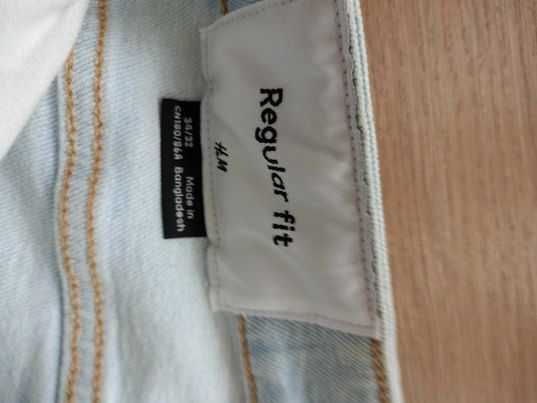 Regular fit
H&M
34/32 Made in
CN180/86A Bangladesh